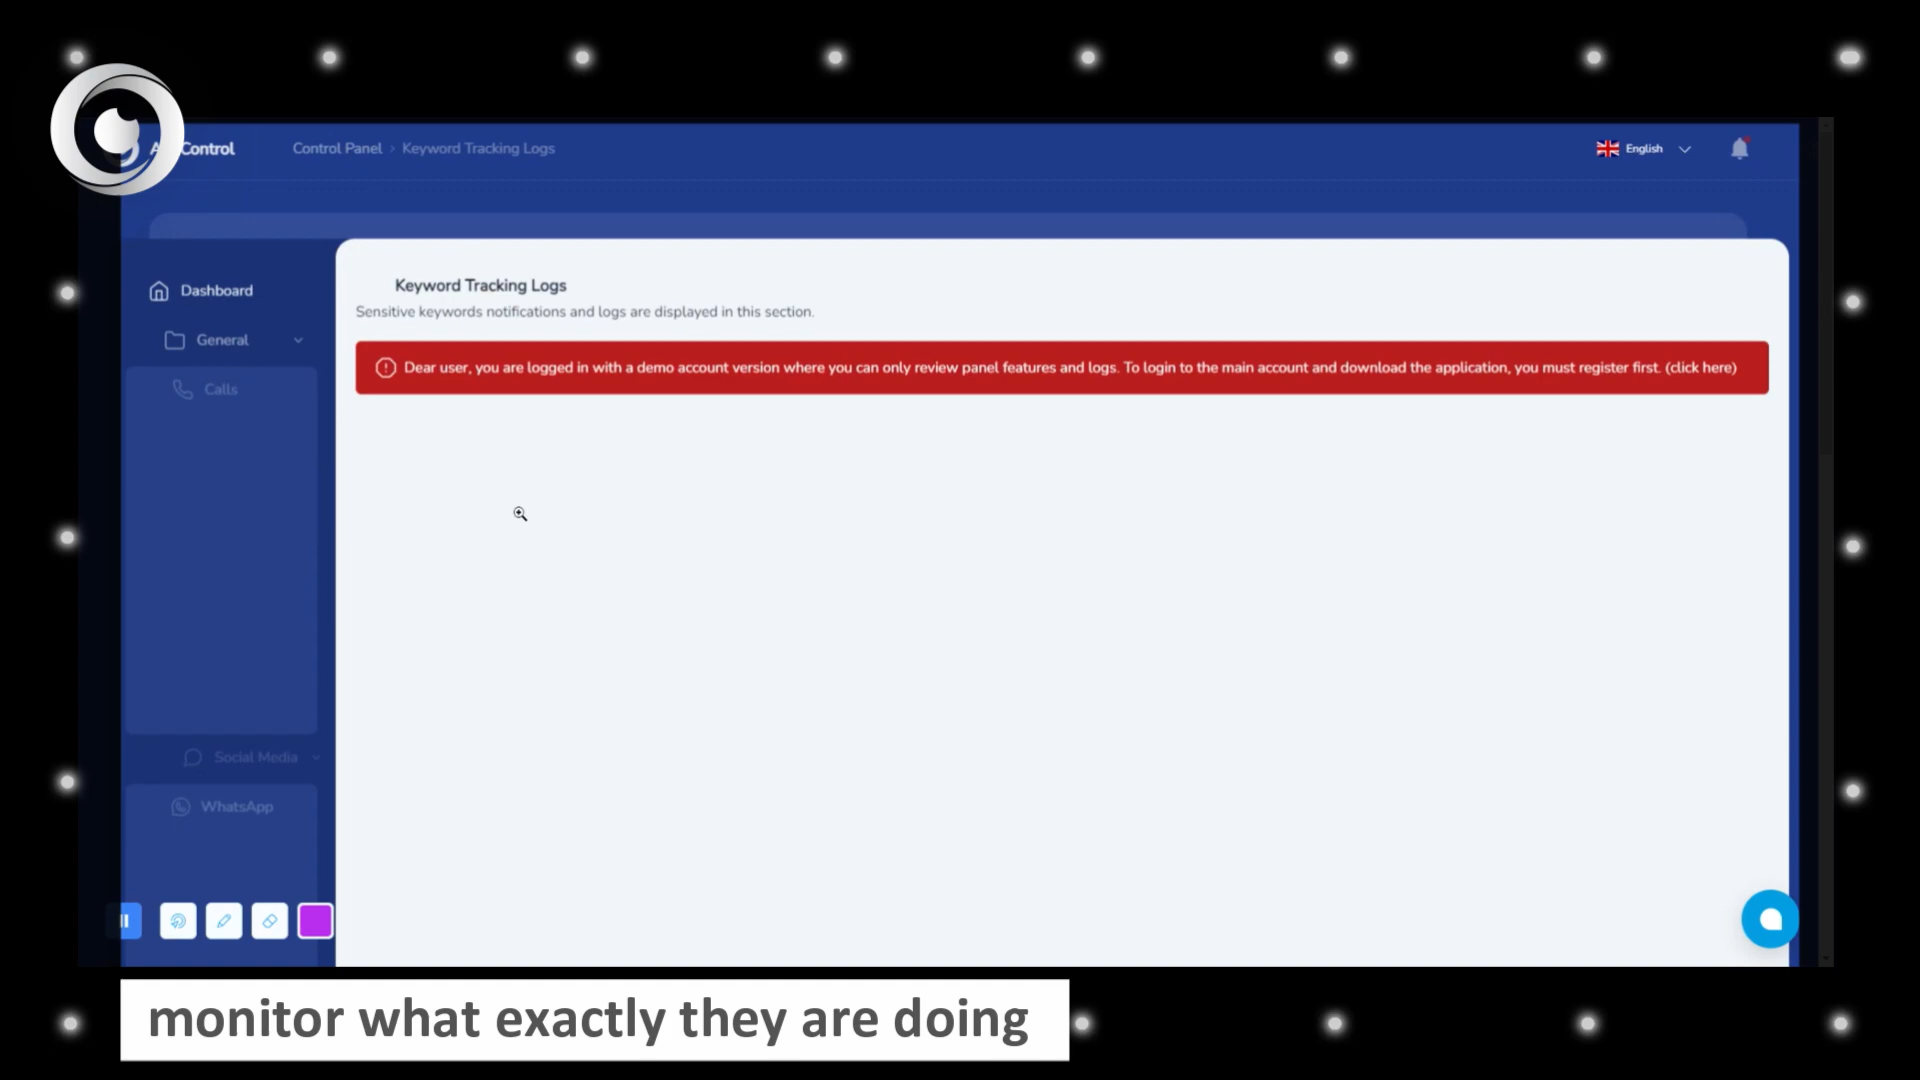 Control
Control Panel › Keyword Tracking Logs
English
Dashboard
General
Calls
Social Media
WhatsApp
Keyword Tracking Logs
Sensitive keywords notifications and logs are displayed in this section.
Dear user, you are logged in with a demo account version where you can only review panel features and logs. To login to the main account and download the application, you must register first. (click here)
monitor what exactly they are doing